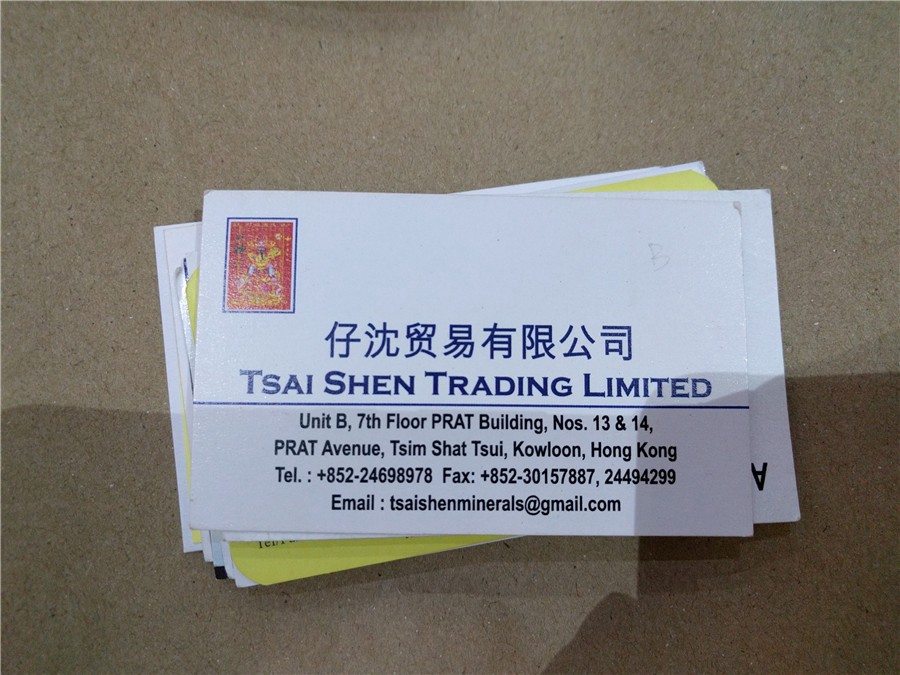 B
仔沈贸易有限公司
TSAI SHEN TRADING LIMITED
Unit B, 7th Floor PRAT Building, Nos. 13 & 14,
PRAT Avenue, Tsim Shat Tsui, Kowloon, Hong Kong
Tel. : +852-24698978 Fax: +852-30157887, 24494299
Email : tsaishenminerals@gmail.com
A